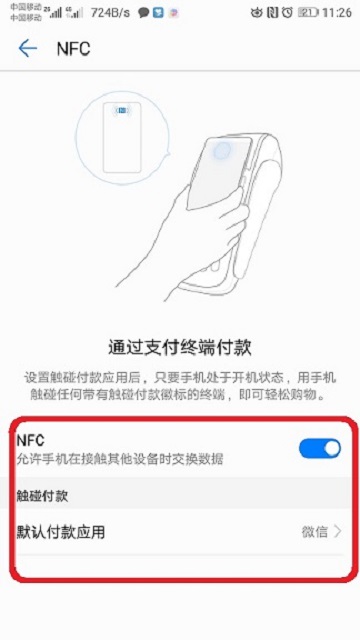 中国移动 2G 4G 724B/s 21 11:26
中国移动
NFC
通过支付终端付款
设置触碰付款应用后，只要手机处于开机状态，用手机
触碰任何带有触碰付款徽标的终端，即可轻松购物。
NFC
允许手机在接触其他设备时交换数据
触碰付款
默认付款应用 微信